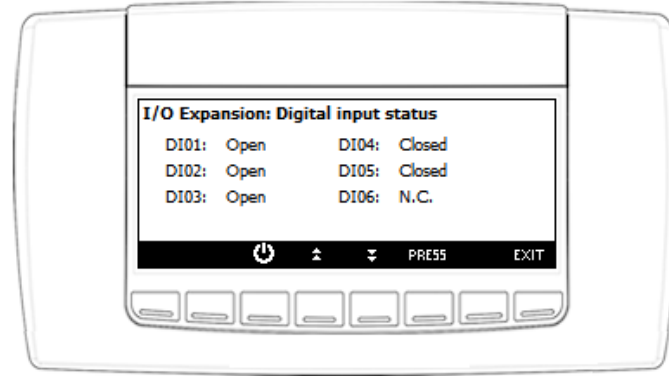 I/O Expansion: Digital input status
DI01: Open DI04: Closed
DI02: Open DI05: Closed
DI03: Open DI06: N.C.
PRESS EXIT